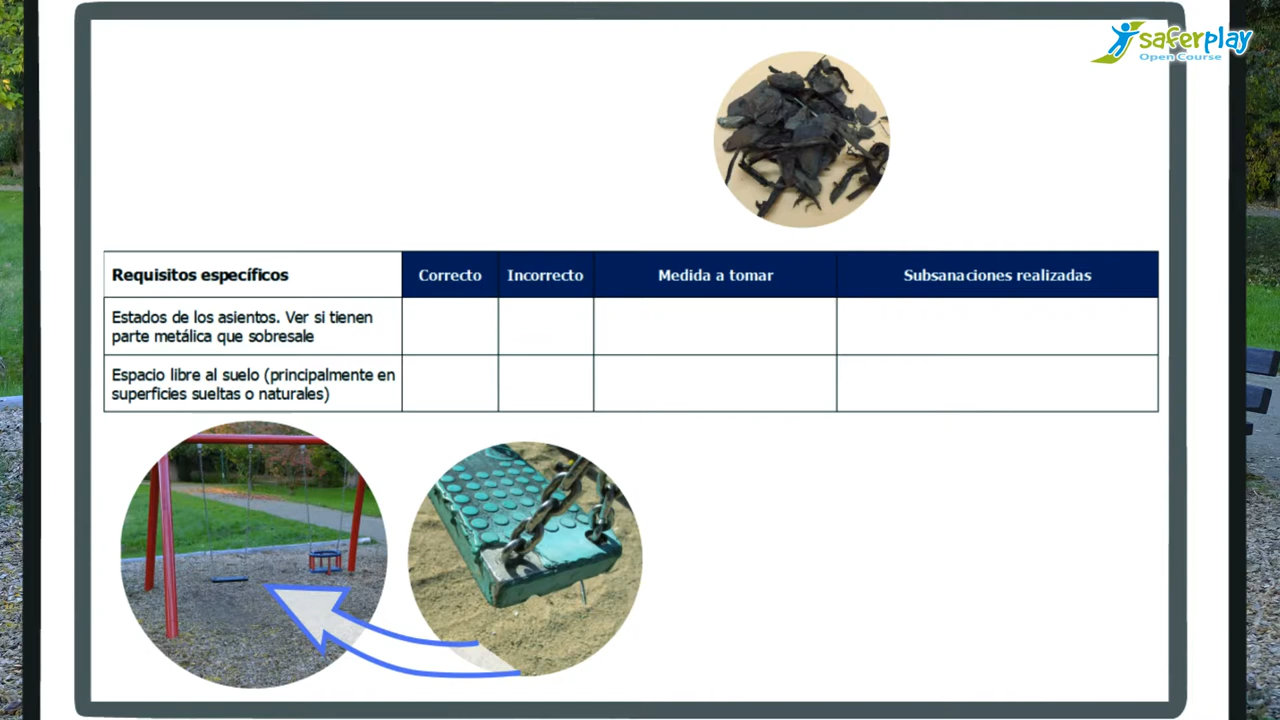 saferplay
Open Course
Requisitos específicos
Correcto
Incorrecto
Medida a tomar
Subsanaciones realizadas
Estados de los asientos. Ver si tienen
parte metálica que sobresale
Espacio libre al suelo (principalmente en
superficies sueltas o naturales)